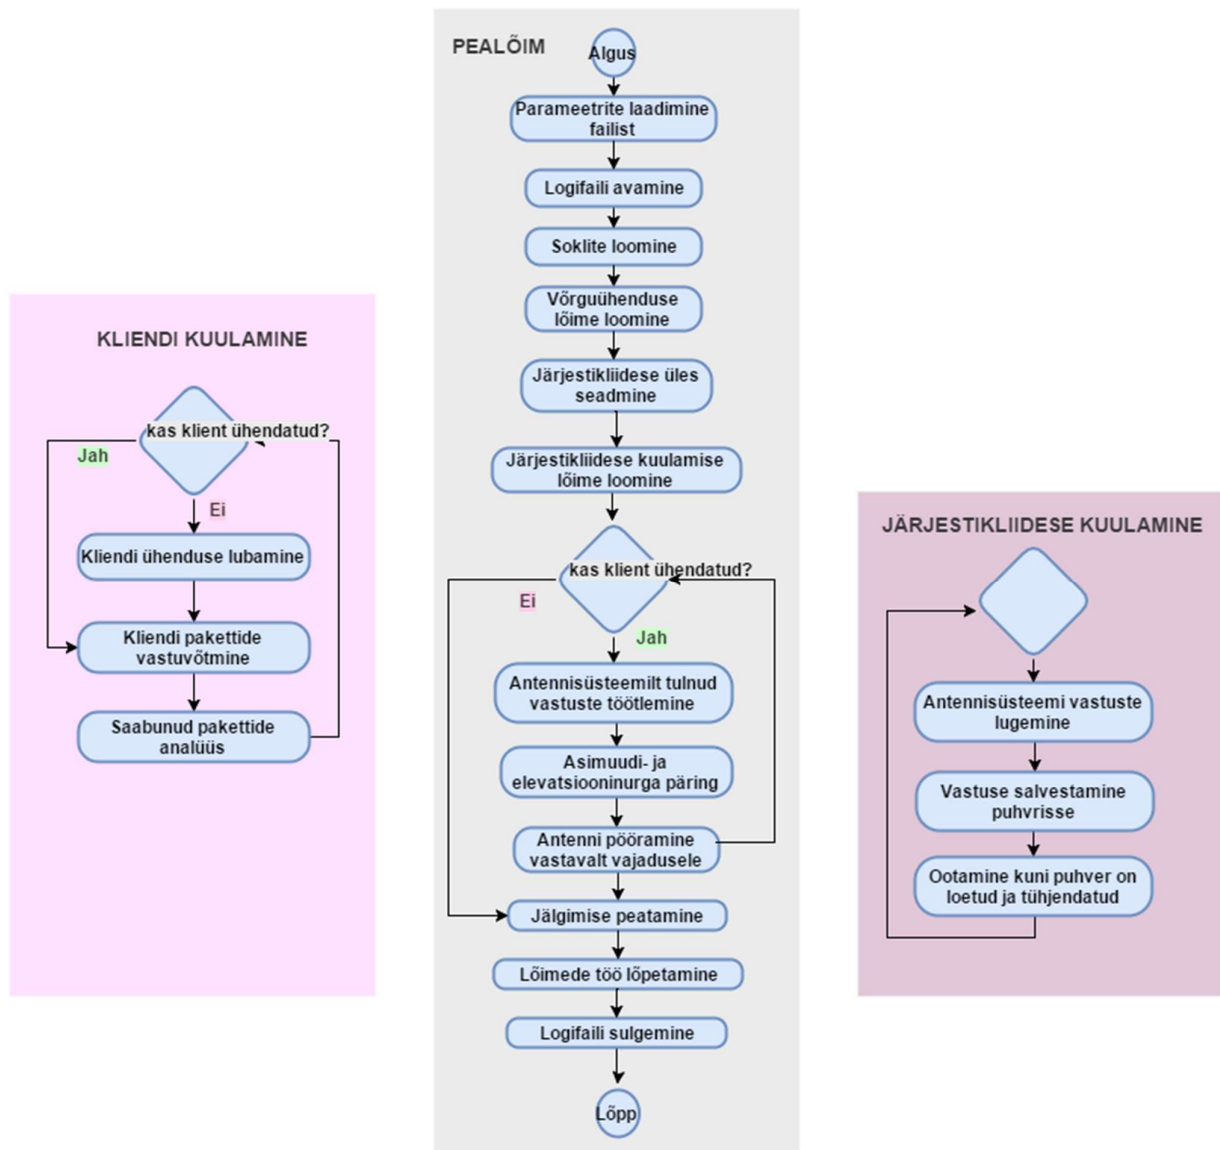 KLIENDI KUULAMINE
kas klient ühendatud?
Jah
Ei
Kliendi ühenduse lubamine
Kliendi pakettide
vastuvõtmine
Saabunud pakettide
analüüs
PEALÕIM
Algus
Parameetrite laadimine
failist
Logifaili avamine
Soklite loomine
Võrguühenduse
lõime loomine
Järjestikliidese üles
seadmine
Järjestikliidese kuulamise
lõime loomine
kas klient ühendatud?
Ei
Jah
Antennisüsteemilt tulnud
vastuste töötlemine
Asimuudi- ja
elevatsiooninurga päring
Antenni pööramine
vastavalt vajadusele
Jälgimise peatamine
Lõimede töö lõpetamine
Logifaili sulgemine
Lõpp
JÄRJESTIKLIIDESE KUULAMINE
Antennisüsteemi vastuste
lugemine
Vastuse salvestamine
puhvrisse
Ootamine kuni puhver on
loetud ja tühjendatud